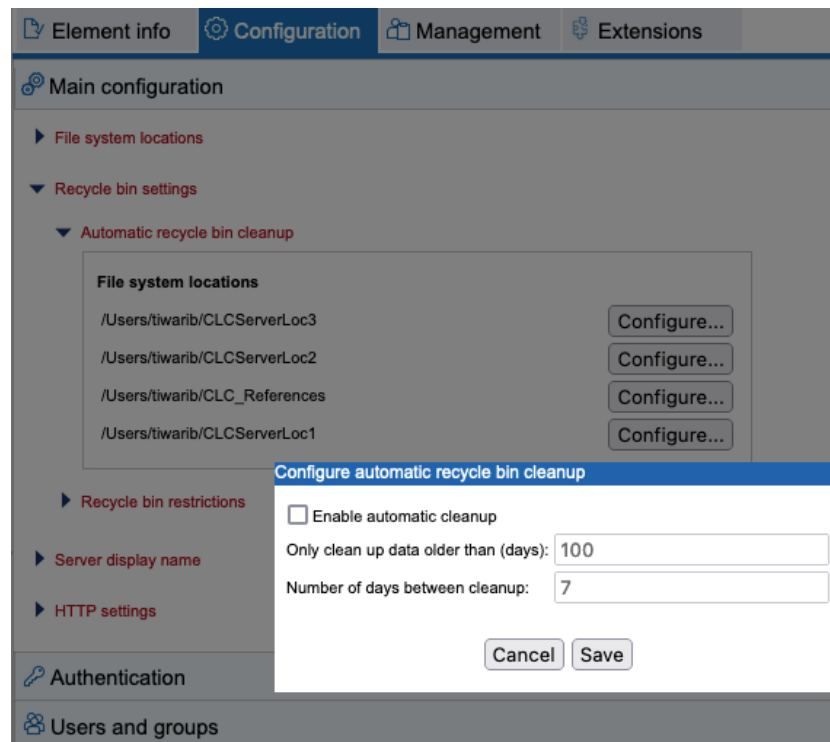 Element info Configuration Management Extensions
Main configuration
File system locations
Recycle bin settings
Automatic recycle bin cleanup
File system locations
/Users/tiwarib/CLCServerLoc3 Configure...
/Users/tiwarib/CLCServerLoc2 Configure...
/Users/tiwarib/CLC_References Configure...
/Users/tiwarib/CLCServerLoc1 Configure...
Configure automatic recycle bin cleanup
Recycle bin restrictions
Enable automatic cleanup
Only clean up data older than (days): 100
Server display name
Number of days between cleanup: 7
HTTP settings
Cancel Save
Authentication
Users and groups